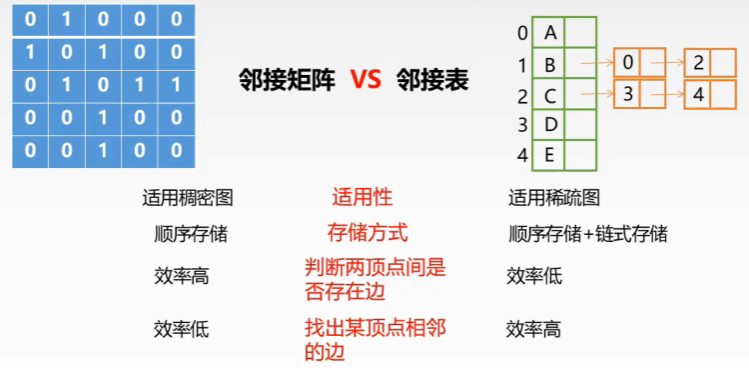 0 1 0 0 0
1 0 1 0 0
0 1 0 1 1
0 0 1 0 0
0 0 1 0 0
邻接矩阵 VS 邻接表
0 A
1 B 0 2
2 C 3 4
3 D
4 E
适用稠密图 适用性 适用稀疏图
顺序存储 存储方式 顺序存储+链式存储
效率高 判断两顶点间是 效率低
否存在边
效率低 找出某顶点相邻 效率高
的边